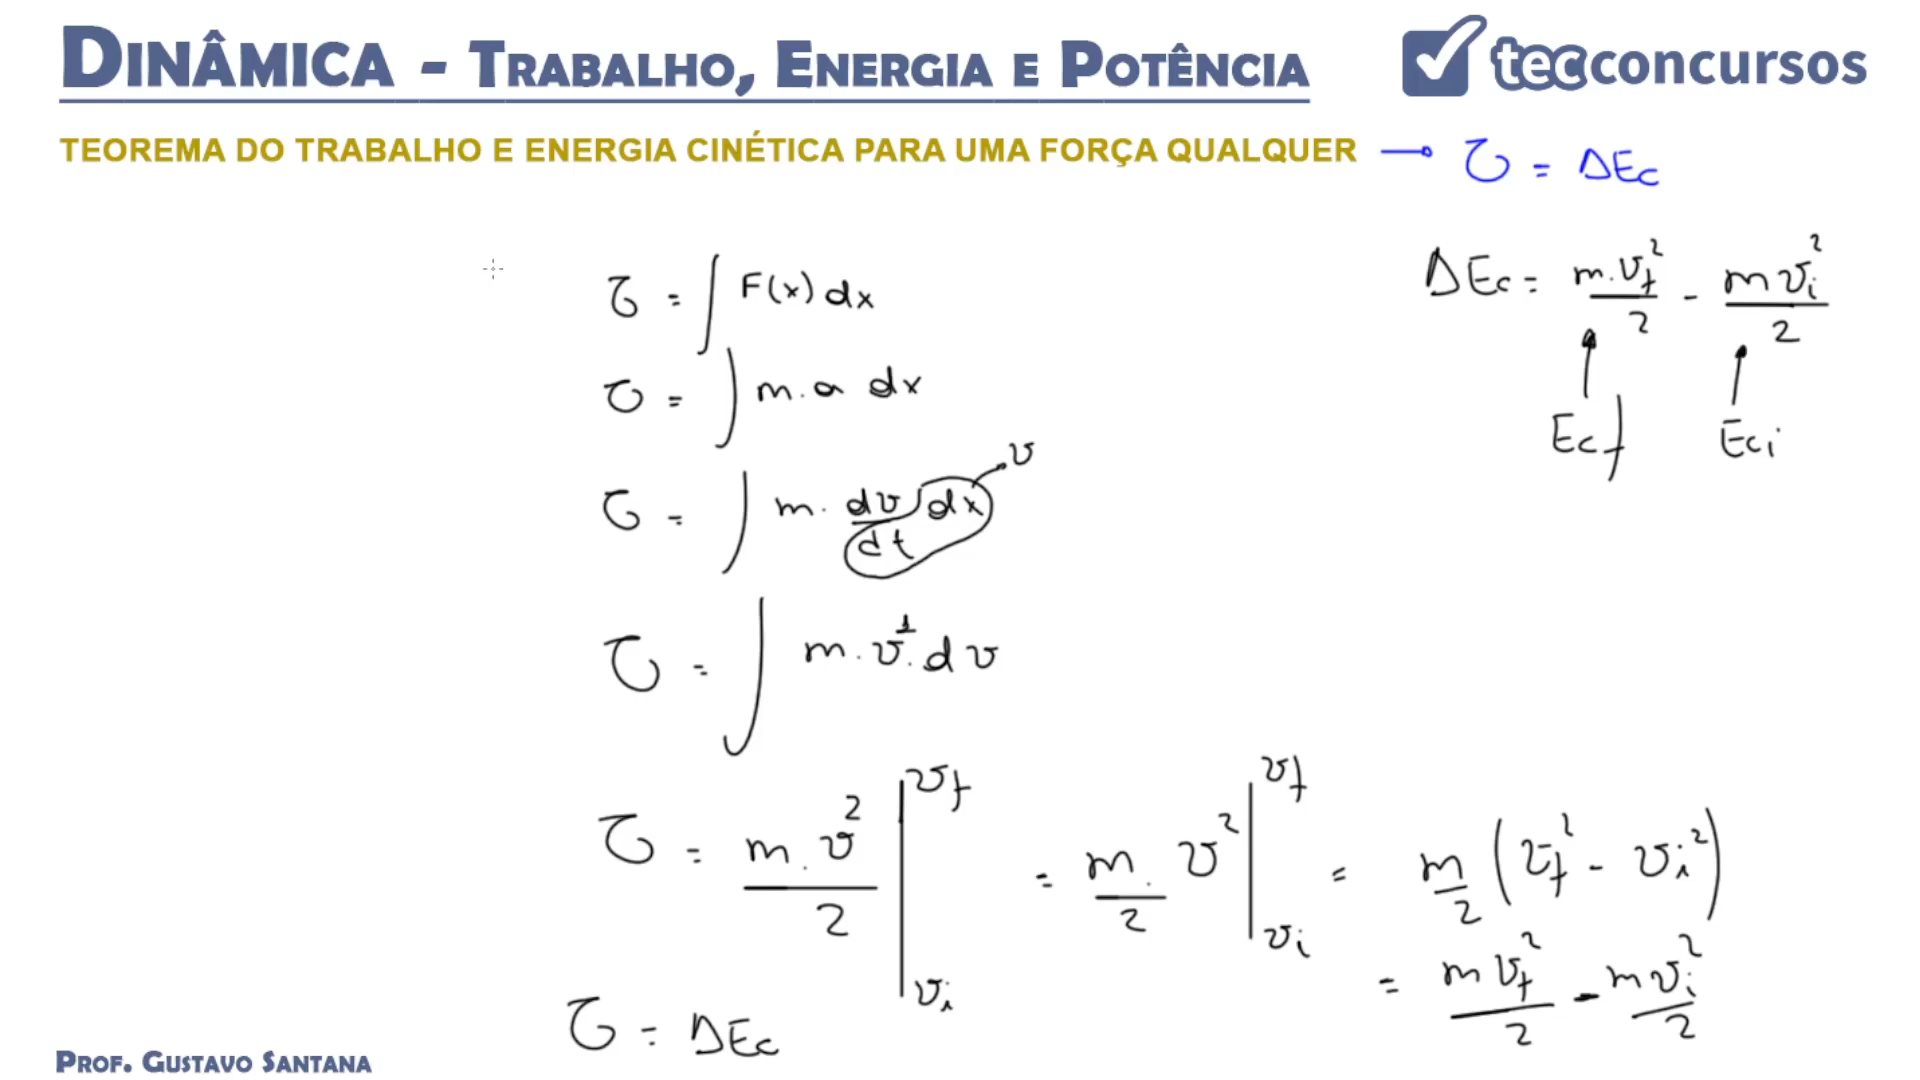 DINÂMICA - TRABALHO, ENERGIA E POTÊNCIA
tecconcursos
TEOREMA DO TRABALHO E ENERGIA CINÉTICA PARA UMA FORÇA QUALQUER → τ = ΔEc
ΔEc = m.vf²/2 - mvi²/2
Ecf Eci
τ = ∫ F(x) dx
τ = ∫ m.a dx
τ = ∫ m. dv/dt dx → v
τ = ∫ m.v¹.dv
τ = m.v²/2 |vi vf = m/2 . v² |vi vf = m/2 (vf² - vi²)
= mvf²/2 - mvi²/2
τ = ΔEc
PROF. GUSTAVO SANTANA